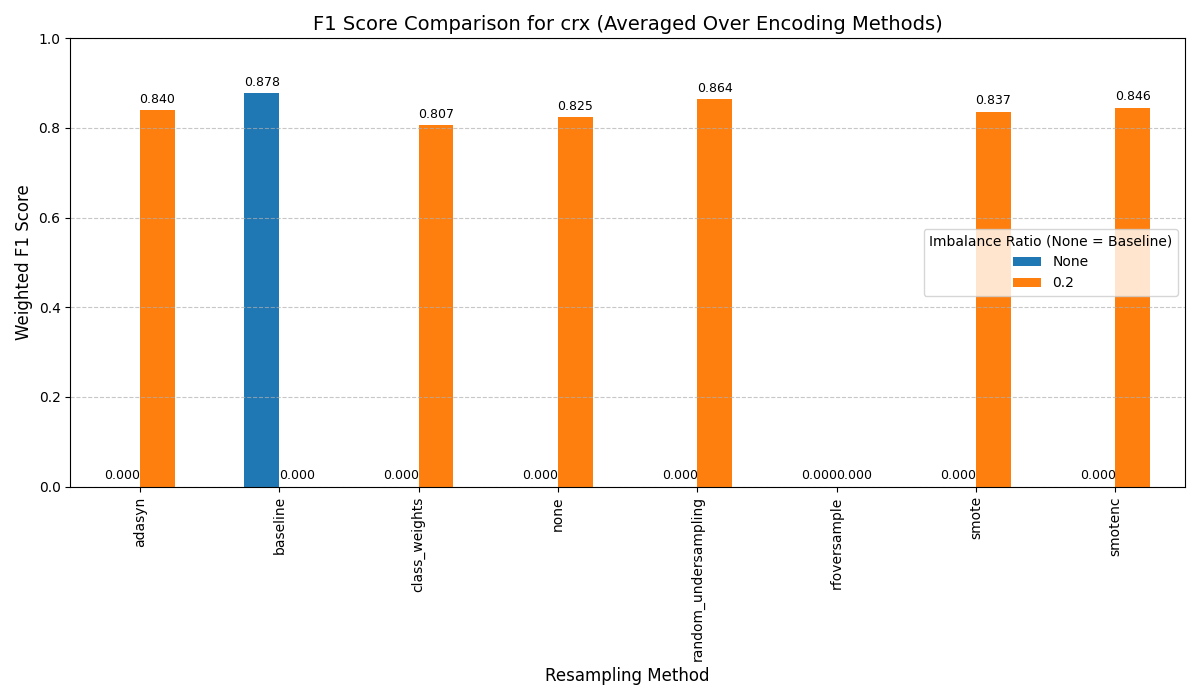 F1 Score Comparison for crx (Averaged Over Encoding Methods)
Weighted F1 Score
1.0
0.8
0.6
0.4
0.2
0.0
0.000
0.840
0.878
0.000
0.000
0.807
0.000
0.825
0.000
0.864
0.0000.000
0.000
0.837
0.000
0.846
Imbalance Ratio (None = Baseline)
None
0.2
adasyn
baseline
class_weights
none
random_undersampling
rfoversample
smote
smotenc
Resampling Method